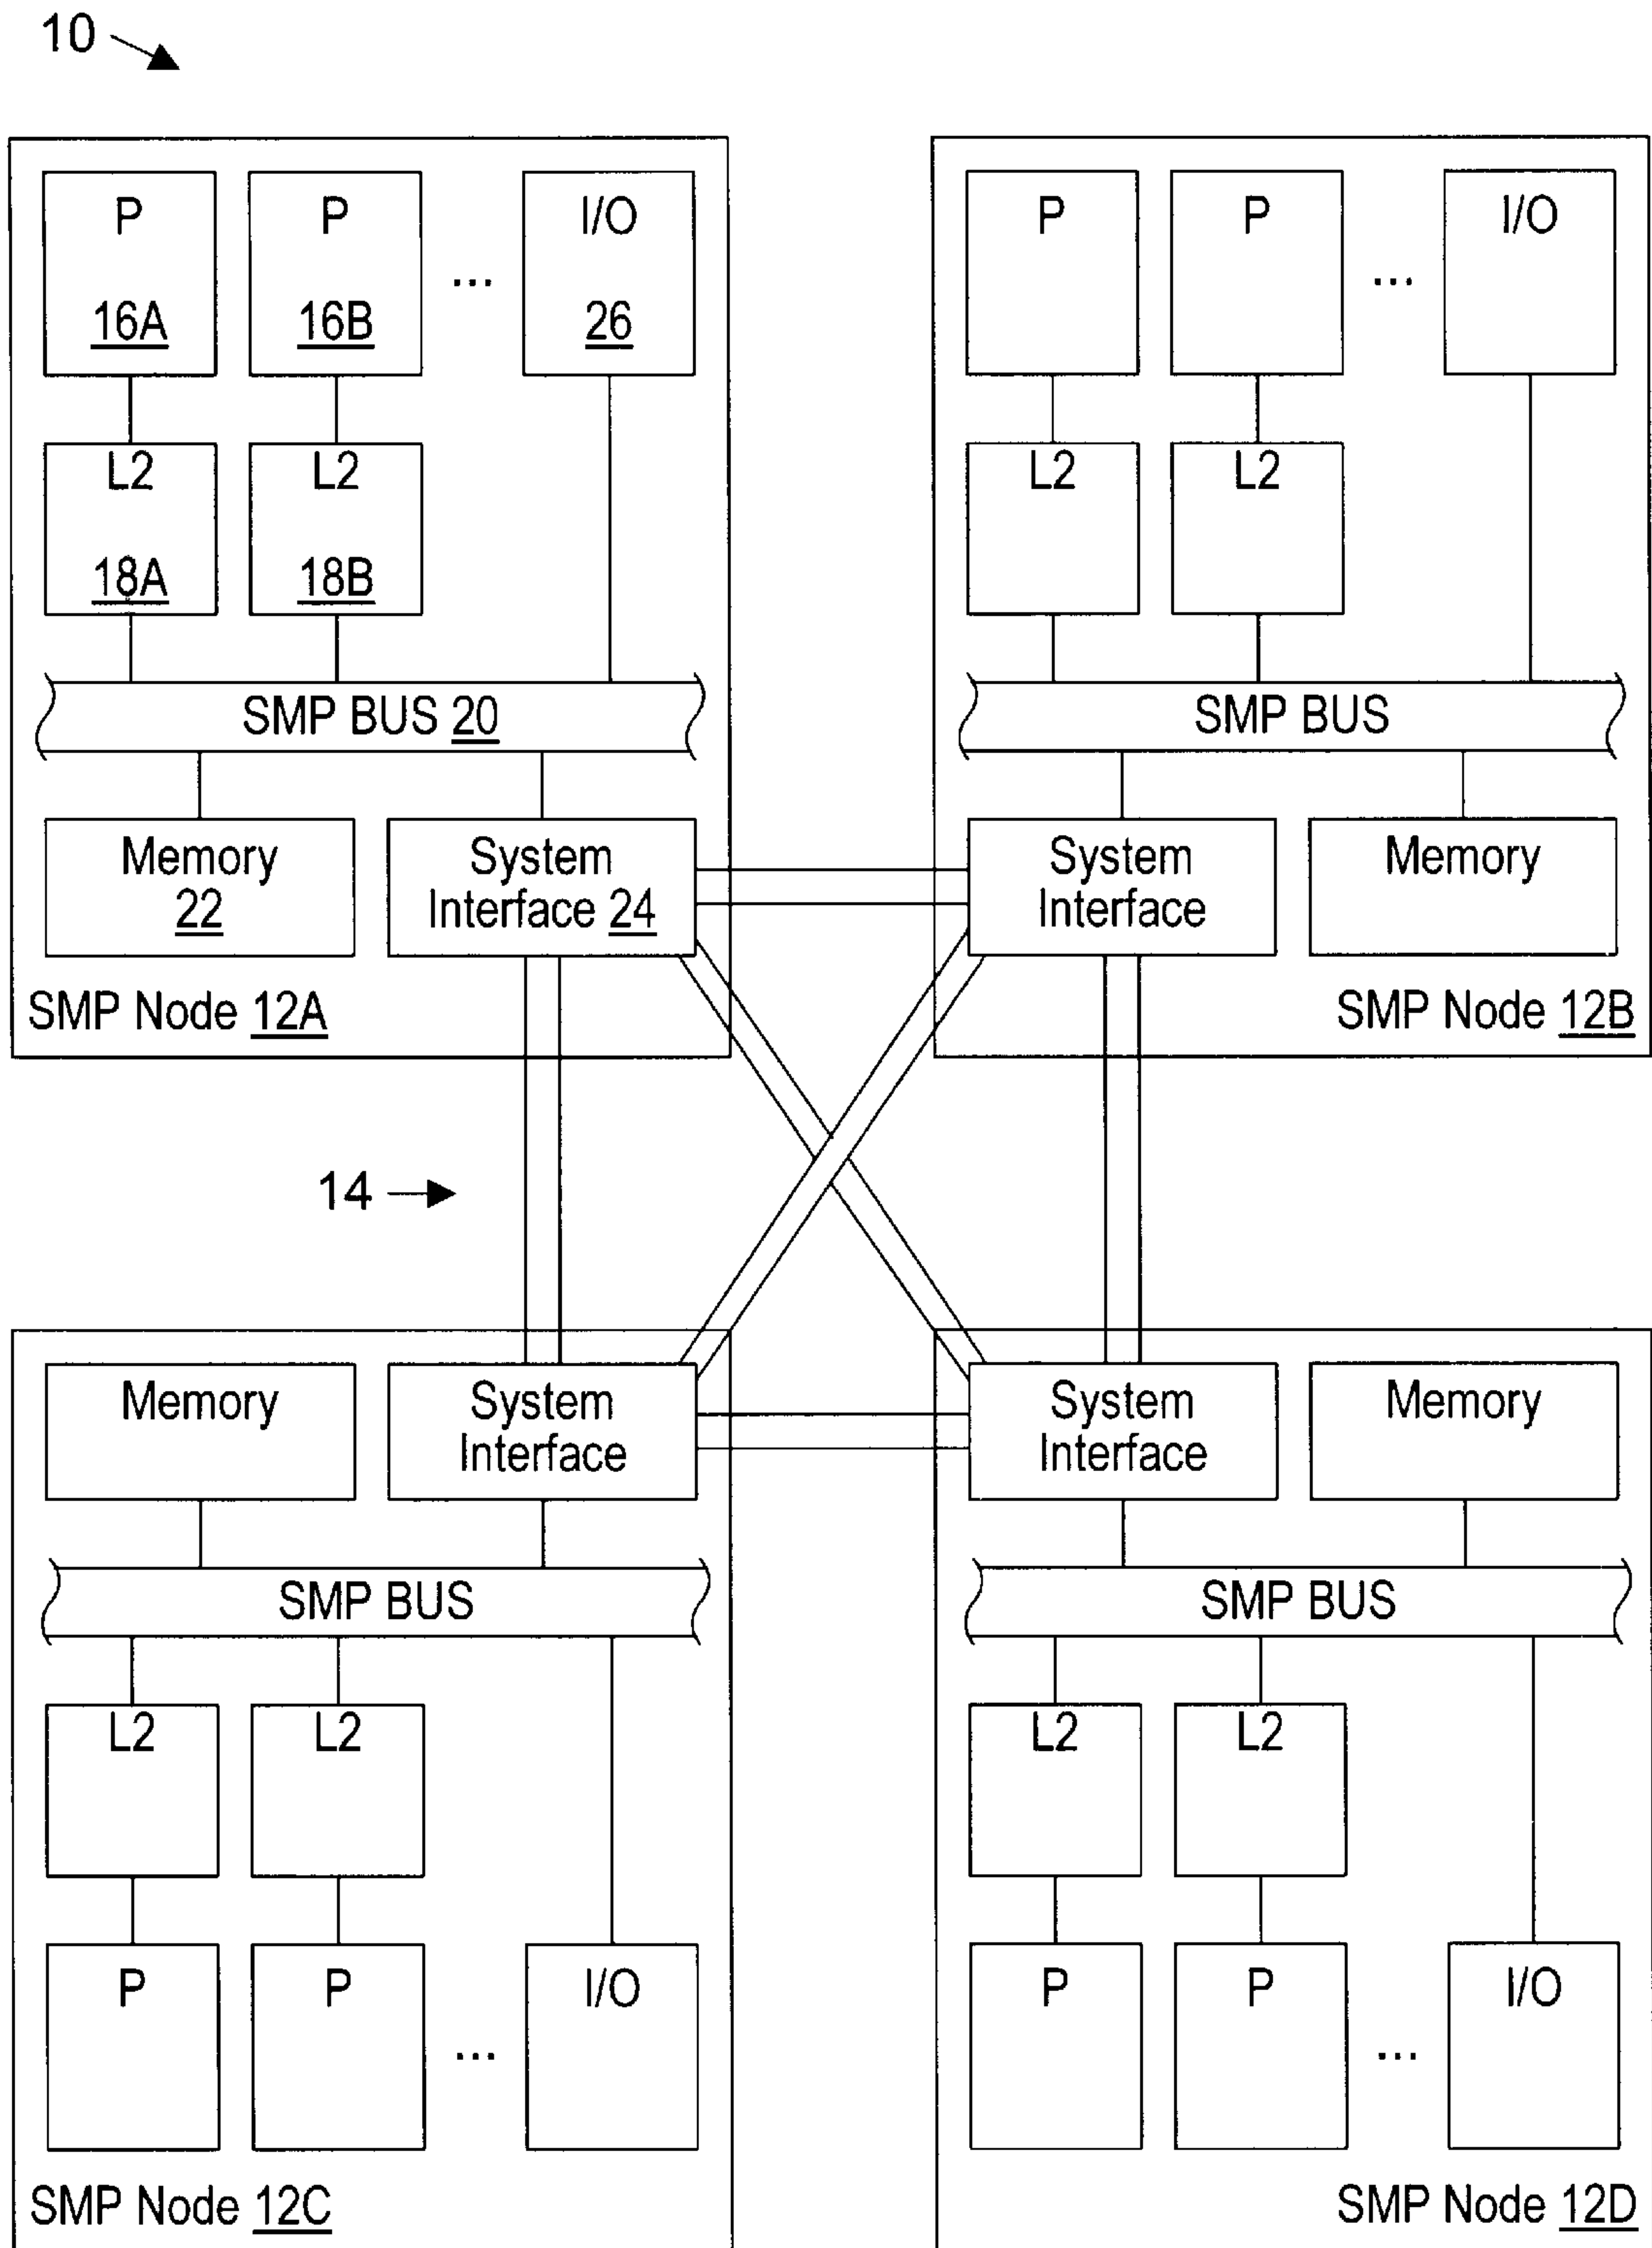 10
P
16A
P
16B
...
I/O
26
L2
18A
L2
18B
SMP BUS 20
Memory
22
System
Interface 24
SMP Node 12A
P
P
...
I/O
L2
L2
SMP BUS
System
Interface
Memory
SMP Node 12B
14
Memory
System
Interface
SMP BUS
L2
L2
P
P
...
I/O
SMP Node 12C
System
Interface
Memory
SMP BUS
L2
L2
P
P
...
I/O
SMP Node 12D